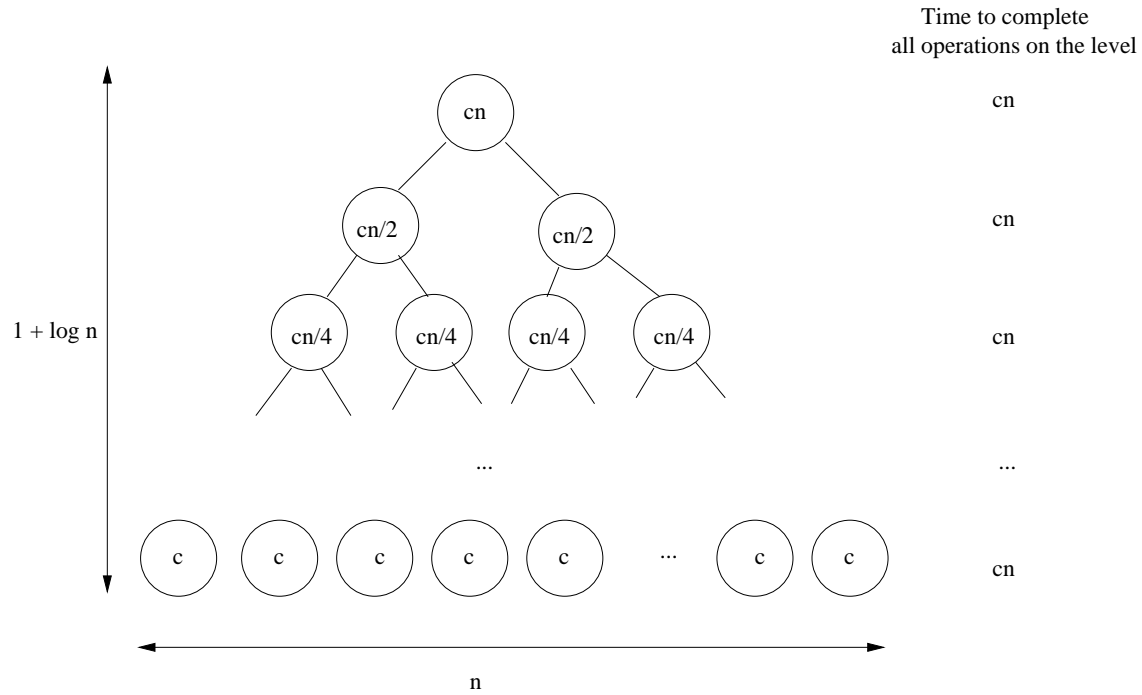 Time to complete
all operations on the level
cn
cn
cn/2
cn/2
cn
1 + log n
cn/4
cn/4
cn/4
cn/4
cn
...
...
c
c
c
c
c
...
c
c
cn
n